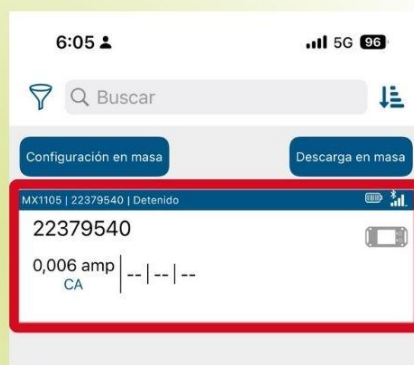 6:05
5G 96
Buscar
Configuración en masa
Descarga en masa
MX1105 | 22379540 | Detenido
22379540
0,006 amp
--|--|--
CA